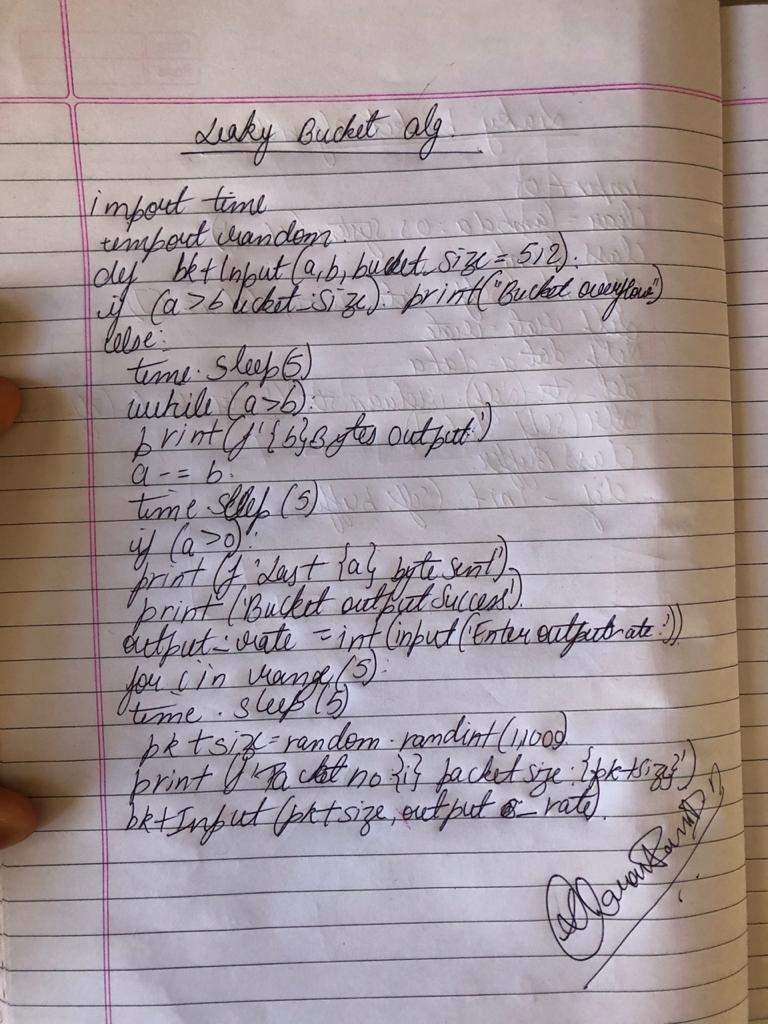 Leaky Bucket alg.
import time
import random.
def bktInput(a,b,bucket_size = 512):
if (a>bucket_size): print("Bucket overflow")
else:
time.sleep(5)
while (a>b):
print(f'{b}Bytes output')
a -= b.
time.sleep (5)
if (a>0):
print (f 'Last {a} byte sent')
print ('Bucket output success')
output_rate = int(input('Enter output rate:'))
for i in range(5):
time.sleep(5)
pktsize = random.randint(1,1000)
print (f 'Packet no {i} packet size: {pktsize}')
bktInput (pktsize, output_rate)